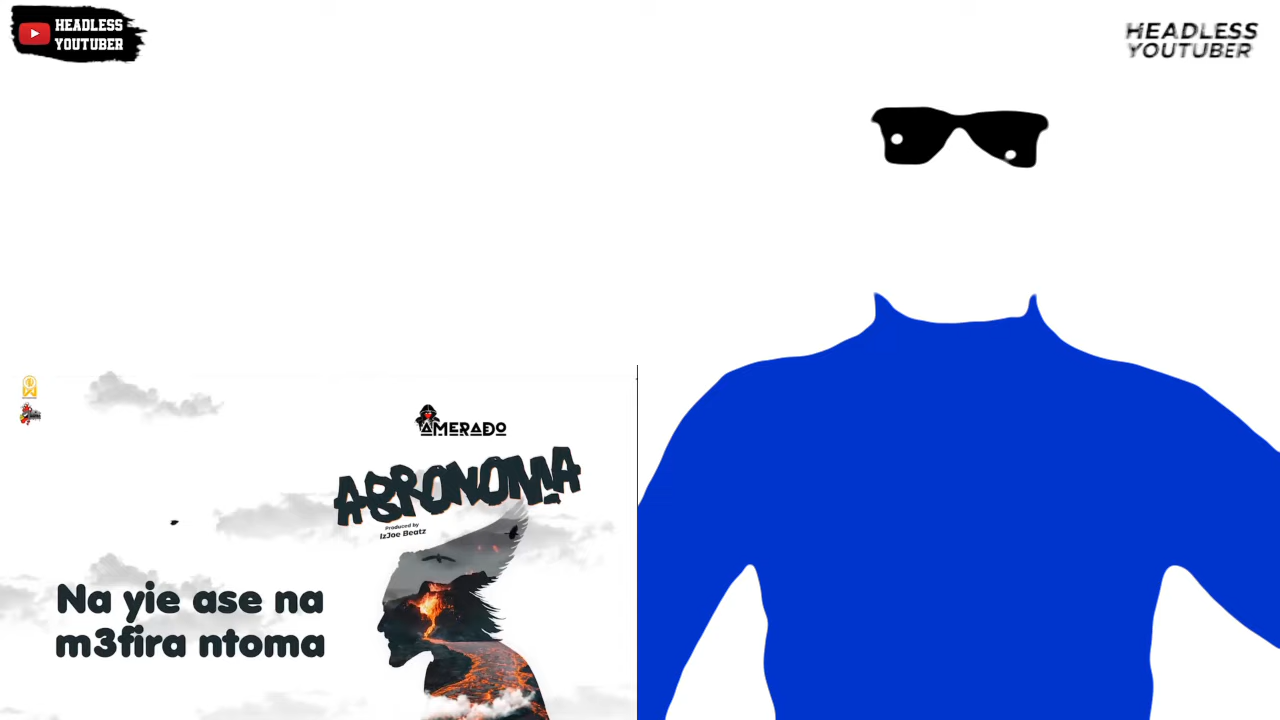 HEADLESS
YOUTUBER
HEADLESS
YOUTUBER
AMERADO
ABRONOMA
Produced by
IzJoe Beatz
Na yie ase na
m3fira ntoma